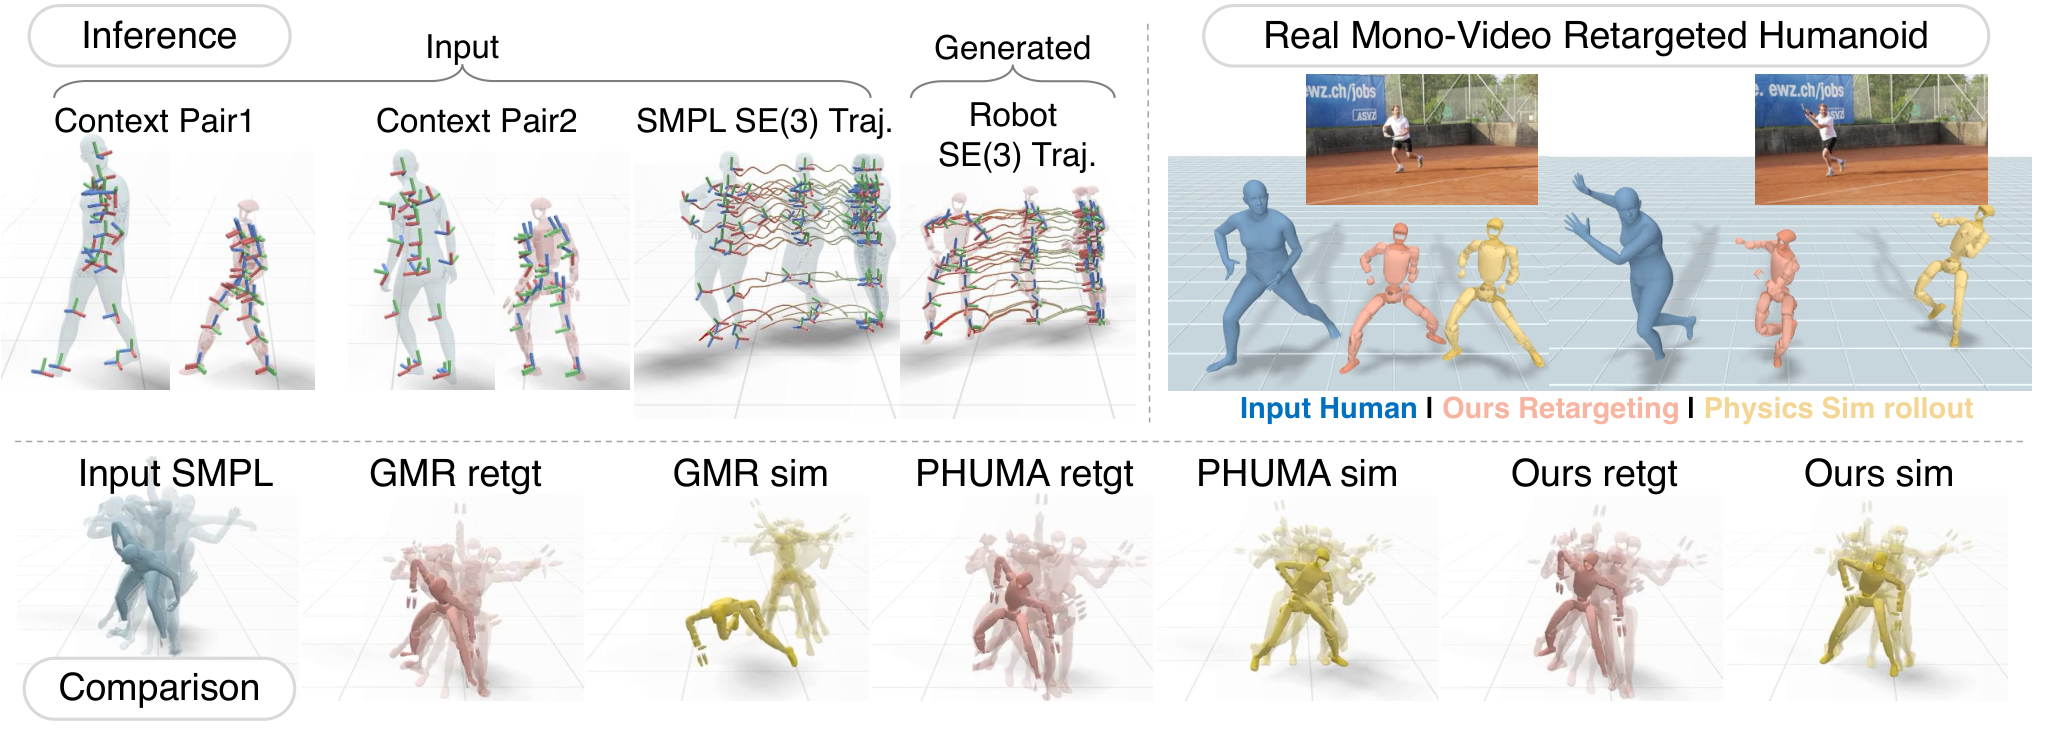 Inference
Input
Generated
Real Mono-Video Retargeted Humanoid
Context Pair1
Context Pair2
SMPL SE(3) Traj.
Robot
SE(3) Traj.
ewz.ch/jobs
ASVZ
e. ewz.ch/jobs
ASVZ
Input Human | Ours Retargeting | Physics Sim rollout
Input SMPL
GMR retgt
GMR sim
PHUMA retgt
PHUMA sim
Ours retgt
Ours sim
Comparison